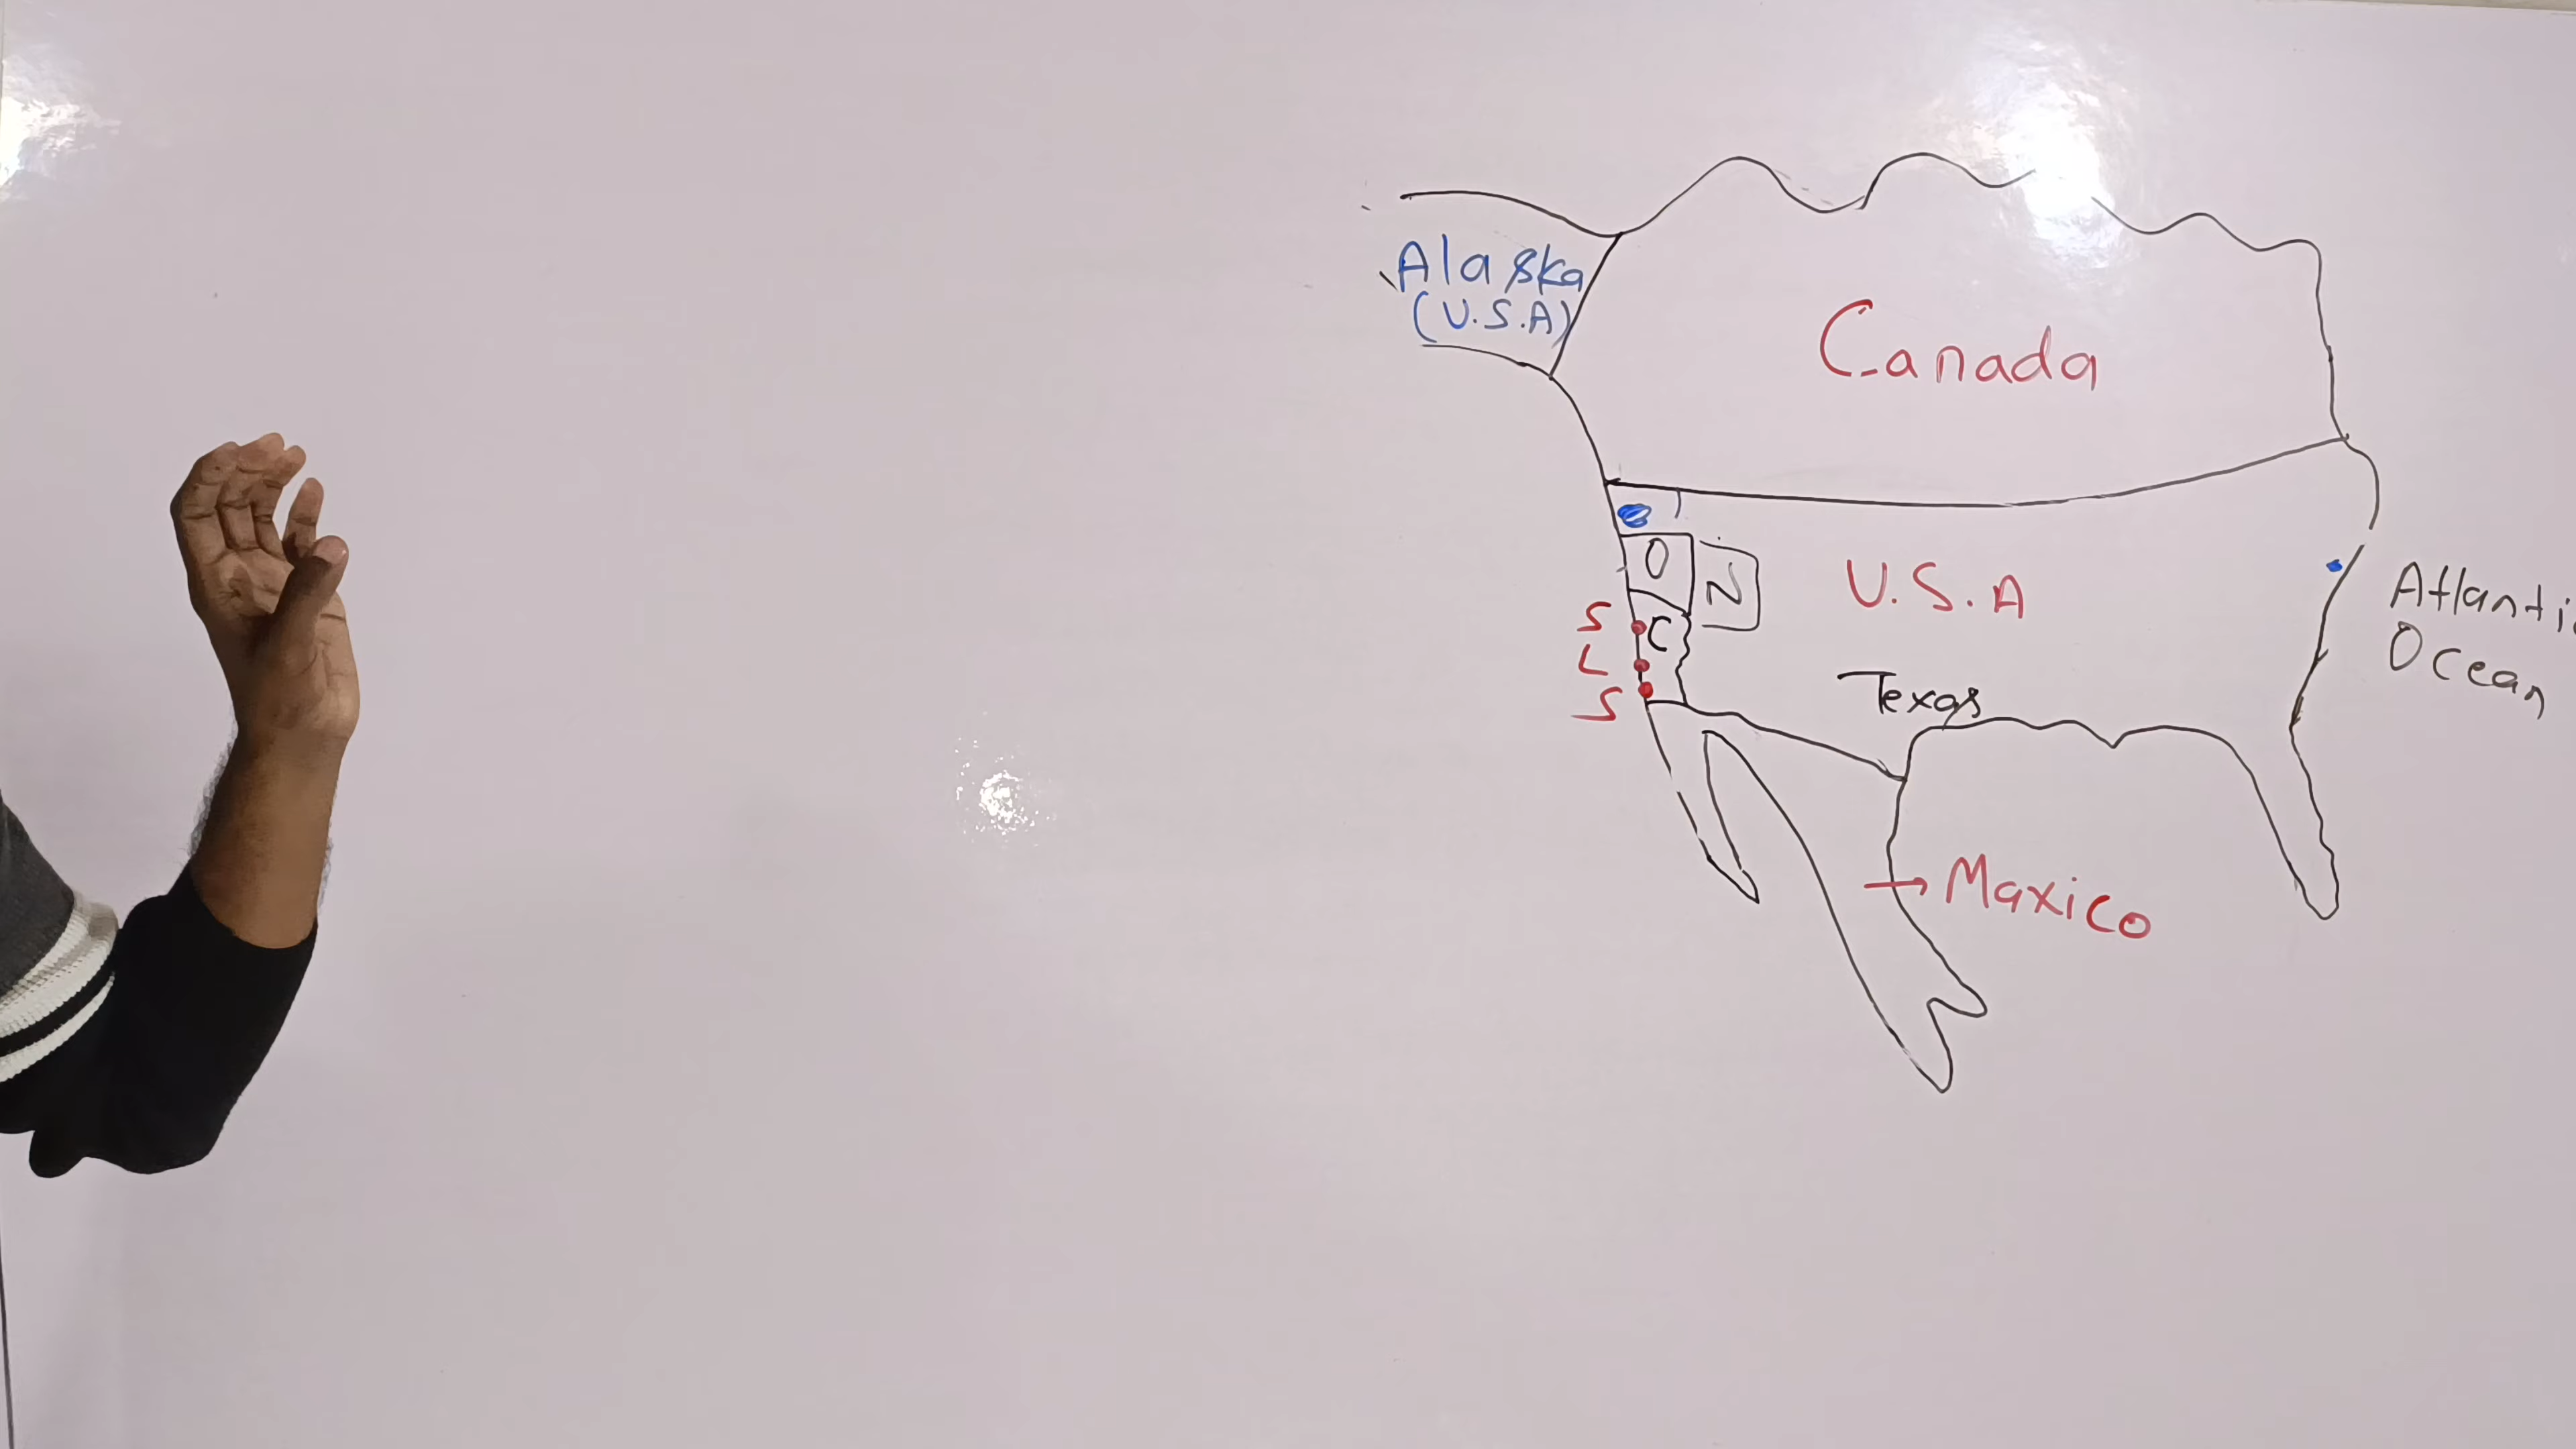 Alaska
(U.S.A)
Canada
O
N
U.S.A
S
C
L
S
Atlanti
Ocean
Texas
→ Maxico